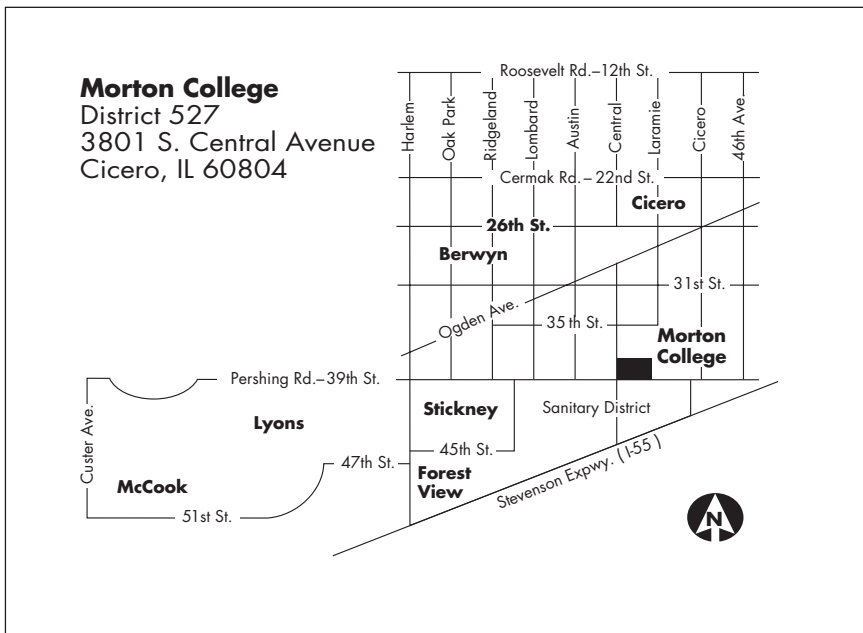 Morton College
District 527
3801 S. Central Avenue
Cicero, IL 60804
Roosevelt Rd.–12th St.
Harlem
Oak Park
Ridgeland
Lombard
Austin
Central
Laramie
Cicero
46th Ave.
Cermak Rd.–22nd St.
Cicero
26th St.
Berwyn
31st St.
Ogden Ave.
35th St.
Morton
College
Pershing Rd.–39th St.
Custer Ave.
Lyons
Stickney
Sanitary District
45th St.
47th St.
Forest
View
McCook
51st St.
Stevenson Expwy. (I-55)
N